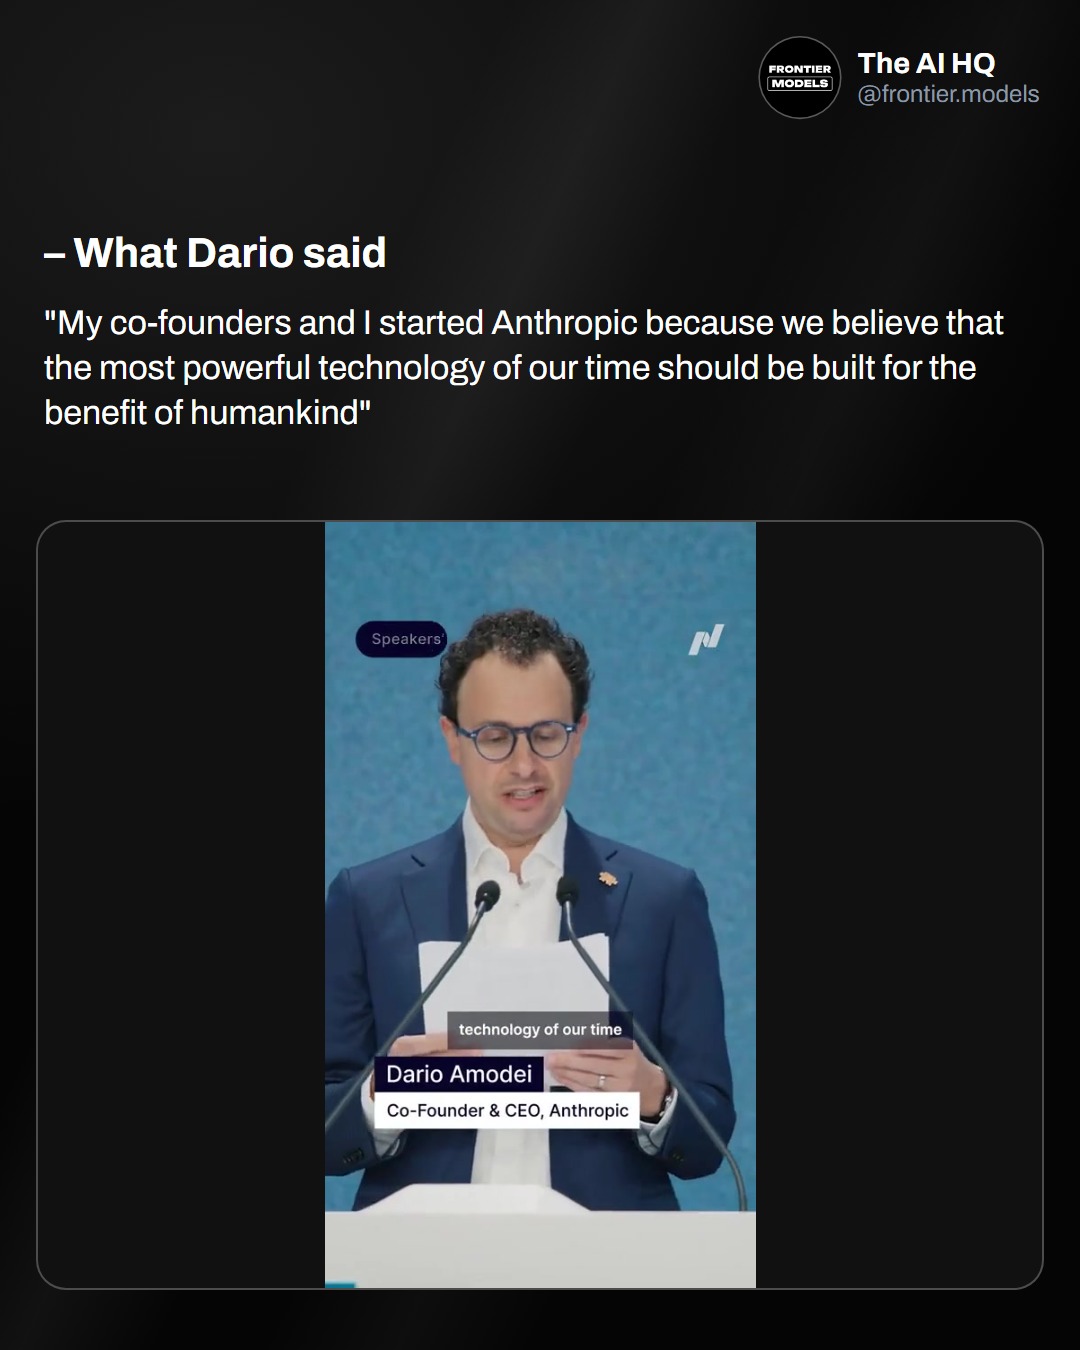 FRONTIER
MODELS
The AI HQ
@frontier.models
– What Dario said
"My co-founders and I started Anthropic because we believe that
the most powerful technology of our time should be built for the
benefit of humankind"
Speakers'
technology of our time
Dario Amodei
Co-Founder & CEO, Anthropic